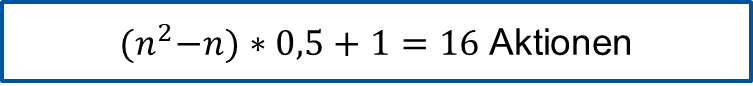 (n²−n) * 0,5 + 1 = 16 Aktionen